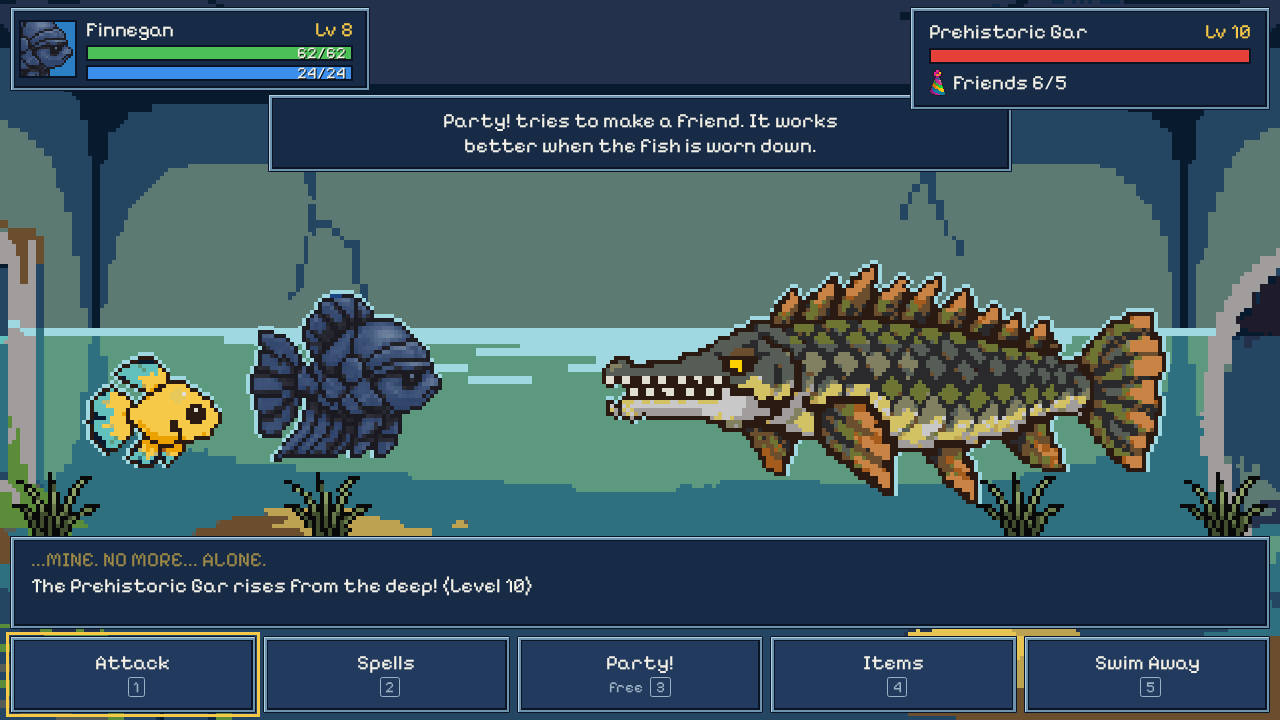 Finnegan Lv 8
62/62
24/24
Prehistoric Gar Lv 10
Friends 6/5
Party! tries to make a friend. It works
better when the fish is worn down.
...MINE. NO MORE... ALONE.
The Prehistoric Gar rises from the deep! (Level 10)
Attack
1
Spells
2
Party!
free 3
Items
4
Swim Away
5